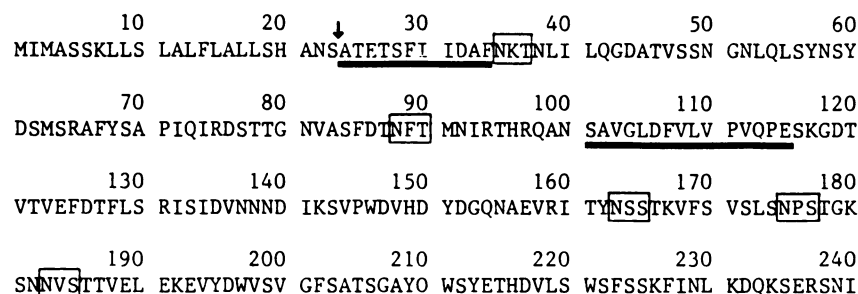 10 20 30 40 50 60
MIMASSKLLS LALFLALLSH ANSATETSFI IDAFNKTNLI LQGDATVSSN GNLQLSYNSY
70 80 90 100 110 120
DSMSRAFYSA PIQIRDSTTG NVASFDTNFT MNIRTHRQAN SAVGLDFVLV PVQPESKGDT
130 140 150 160 170 180
VTVEFDTFLS RISIDVNNND IKSVPWDVHD YDGQNAEVRI TYNSSTKVFS VSLSNPSTGK
190 200 210 220 230 240
SNNVSTTVEL EKEVYDWVSV GFSATSGAYQ WSYETHDVLS WSFSSKFINL KDQKSERSNI